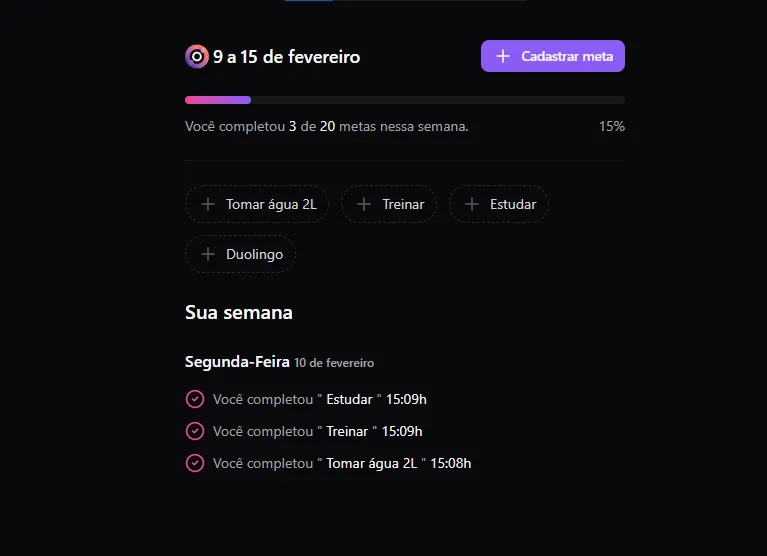 9 a 15 de fevereiro
Cadastrar meta
Você completou 3 de 20 metas nessa semana.
15%
Tomar água 2L
Treinar
Estudar
Duolingo
Sua semana
Segunda-Feira 10 de fevereiro
Você completou " Estudar " 15:09h
Você completou " Treinar " 15:09h
Você completou " Tomar água 2L " 15:08h